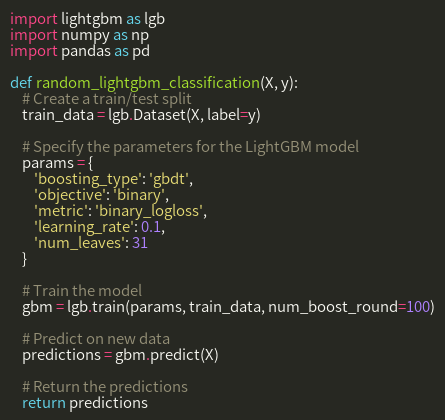 import lightgbm as lgb
import numpy as np
import pandas as pd

def random_lightgbm_classification(X, y):
    # Create a train/test split
    train_data = lgb.Dataset(X, label=y)

    # Specify the parameters for the LightGBM model
    params = {
        'boosting_type': 'gbdt',
        'objective': 'binary',
        'metric': 'binary_logloss',
        'learning_rate': 0.1,
        'num_leaves': 31
    }

    # Train the model
    gbm = lgb.train(params, train_data, num_boost_round=100)

    # Predict on new data
    predictions = gbm.predict(X)

    # Return the predictions
    return predictions